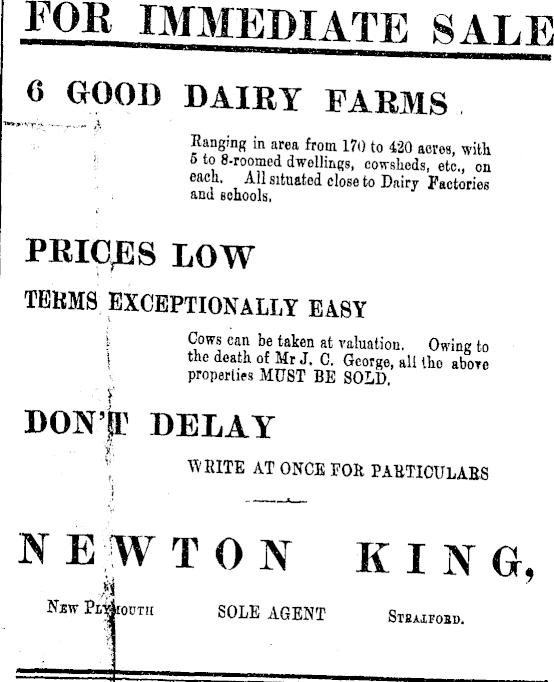 FOR IMMEDIATE SALE
6 GOOD DAIRY FARMS.
Ranging in area from 170 to 420 acres, with
5 to 8-roomed dwellings, cowsheds, etc., on
each. All situated close to Dairy Factories
and schools.
PRICES LOW
TERMS EXCEPTIONALLY EASY
Cows can be taken at valuation. Owing to
the death of Mr J. C. George, all the above
properties MUST BE SOLD.
DON'T DELAY
WRITE AT ONCE FOR PARTICULARS
NEWTON KING,
NEW PLYMOUTH SOLE AGENT STRATFORD.